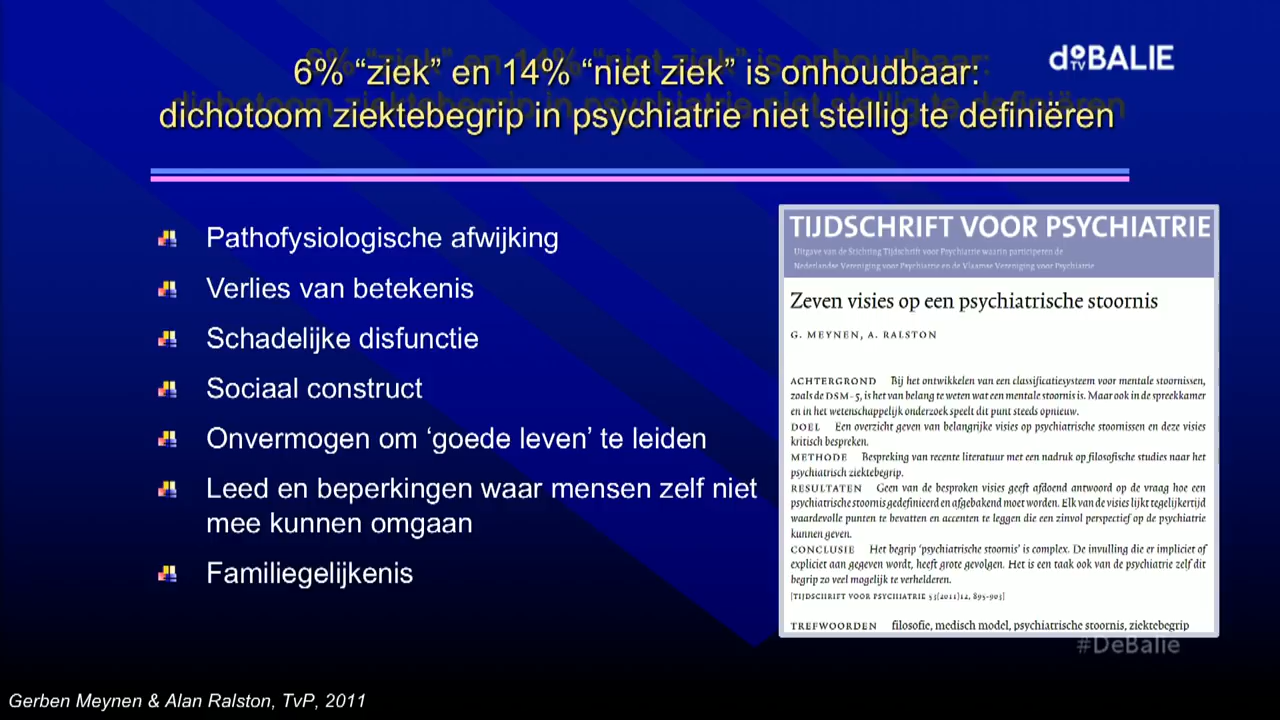 6% “ziek” en 14% “niet ziek” is onhoudbaar:
dichotoom ziektebegrip in psychiatrie niet stellig te definiëren
doBALIE
TV
Pathofysiologische afwijking
Verlies van betekenis
Schadelijke disfunctie
Sociaal construct
Onvermogen om ‘goede leven’ te leiden
Leed en beperkingen waar mensen zelf niet
mee kunnen omgaan
Familiegelijkenis
TIJDSCHRIFT VOOR PSYCHIATRIE
Uitgave van de Stichting Tijdschrift voor Psychiatrie waarin participeren de
Nederlandse Vereniging voor Psychiatrie en de Vlaamse Vereniging voor Psychiatrie
Zeven visies op een psychiatrische stoornis
G. MEYNEN, A. RALSTON
ACHTERGROND Bij het ontwikkelen van een classificatiesysteem voor mentale stoornissen,
zoals de DSM-5, is het van belang te weten wat een mentale stoornis is. Maar ook in de spreekkamer
en in het wetenschappelijk onderzoek speelt dit punt steeds opnieuw.
DOEL Een overzicht geven van belangrijke visies op psychiatrische stoornissen en deze visies
kritisch bespreken.
METHODE Bespreking van recente literatuur met een nadruk op filosofische studies naar het
psychiatrisch ziektebegrip.
RESULTATEN Geen van de besproken visies geeft afdoend antwoord op de vraag hoe een
psychiatrische stoornis gedefinieerd en afgebakend moet worden. Elk van de visies lijkt tegelijkertijd
waardevolle punten te bevatten en accenten te leggen die een zinvol perspectief op de psychiatrie
kunnen geven.
CONCLUSIE Het begrip ‘psychiatrische stoornis’ is complex. De invulling die er impliciet of
expliciet aan gegeven wordt, heeft grote gevolgen. Het is een taak ook van de psychiatrie zelf dit
begrip zo veel mogelijk te verhelderen.
[TIJDSCHRIFT VOOR PSYCHIATRIE 53(2011)12, 895-903]
TREFWOORDEN filosofie, medisch model, psychiatrische stoornis, ziektebegrip
#DeBalie
Gerben Meynen & Alan Ralston, TvP, 2011